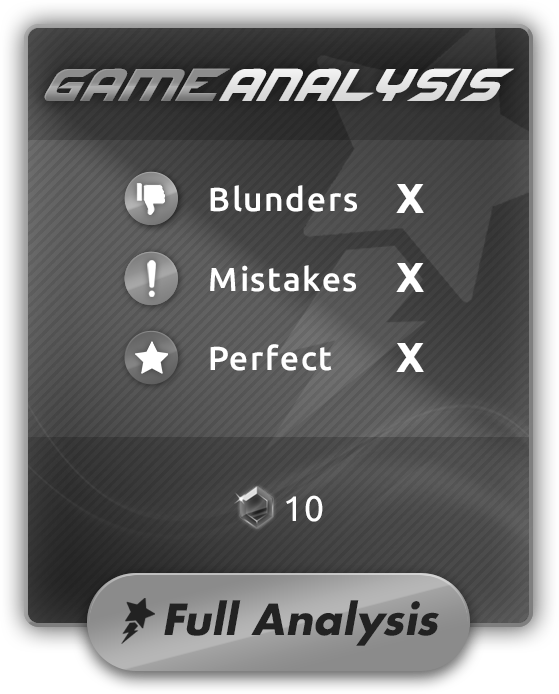 GAMEANALYSIS
Blunders X
Mistakes X
Perfect X
10
Full Analysis